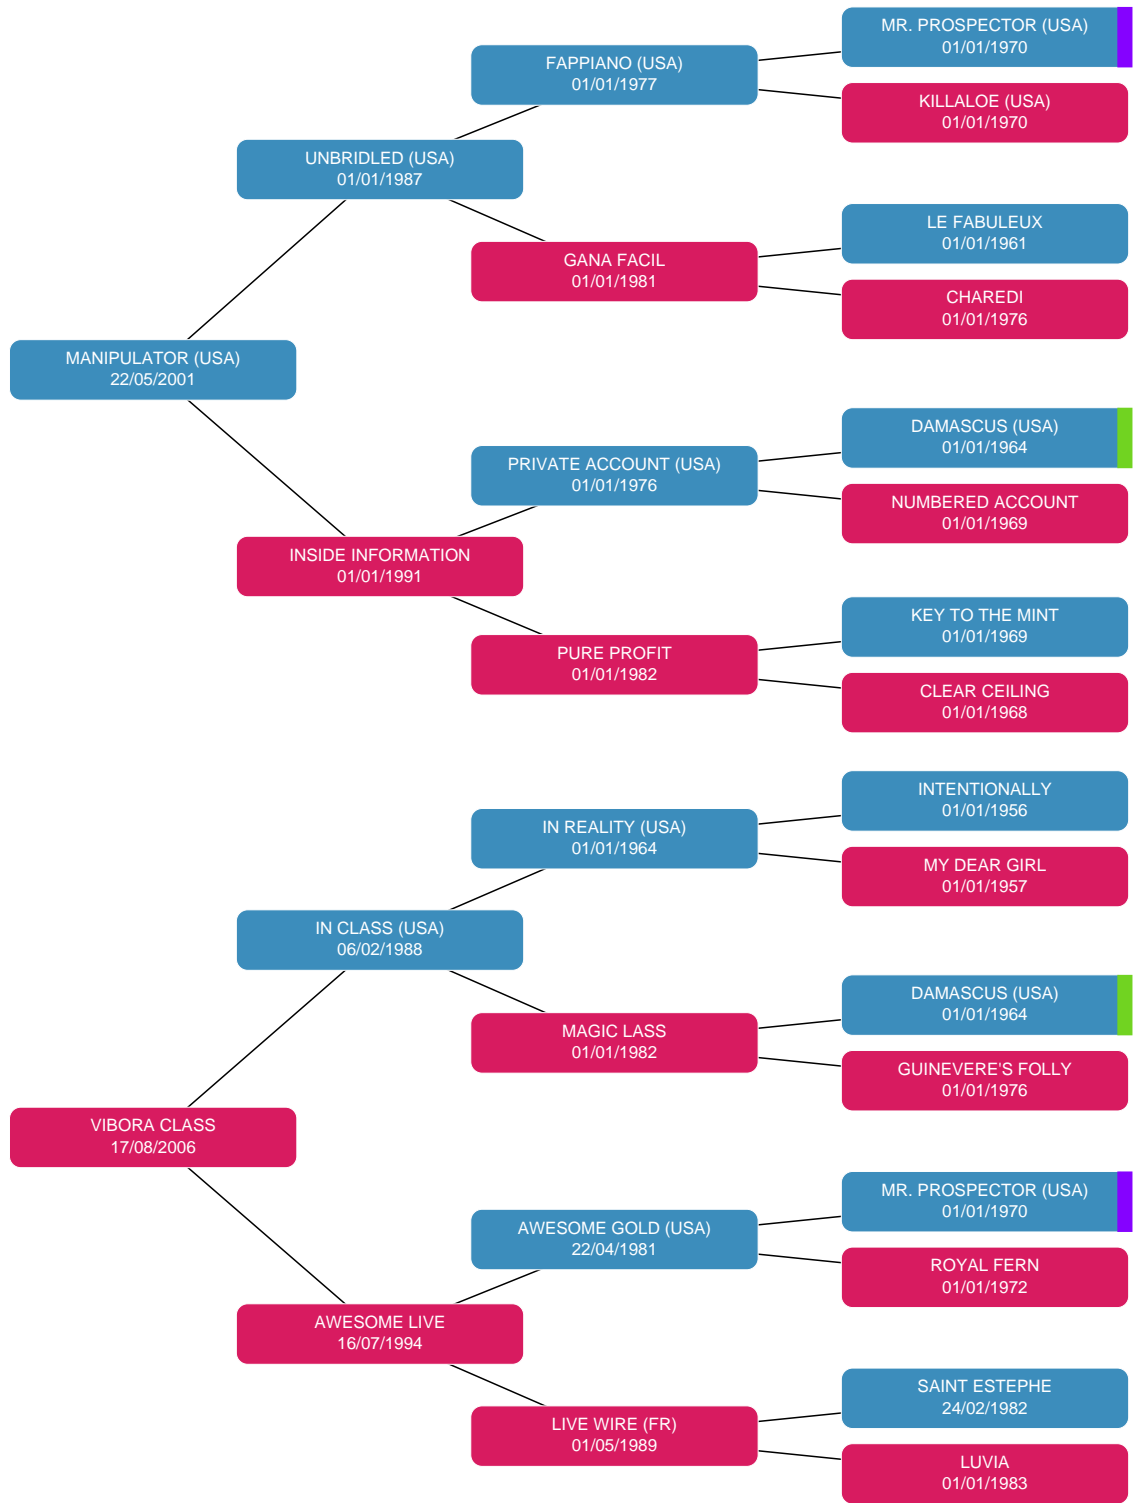 MR. PROSPECTOR (USA)
01/01/1970
FAPPIANO (USA)
01/01/1977
KILLALOE (USA)
01/01/1970
UNBRIDLED (USA)
01/01/1987
LE FABULEUX
01/01/1961
GANA FACIL
01/01/1981
CHAREDI
01/01/1976
MANIPULATOR (USA)
22/05/2001
DAMASCUS (USA)
01/01/1964
PRIVATE ACCOUNT (USA)
01/01/1976
NUMBERED ACCOUNT
01/01/1969
INSIDE INFORMATION
01/01/1991
KEY TO THE MINT
01/01/1969
PURE PROFIT
01/01/1982
CLEAR CEILING
01/01/1968
INTENTIONALLY
01/01/1956
IN REALITY (USA)
01/01/1964
MY DEAR GIRL
01/01/1957
IN CLASS (USA)
06/02/1988
DAMASCUS (USA)
01/01/1964
MAGIC LASS
01/01/1982
GUINEVERE'S FOLLY
01/01/1976
VIBORA CLASS
17/08/2006
MR. PROSPECTOR (USA)
01/01/1970
AWESOME GOLD (USA)
22/04/1981
ROYAL FERN
01/01/1972
AWESOME LIVE
16/07/1994
SAINT ESTEPHE
24/02/1982
LIVE WIRE (FR)
01/05/1989
LUVIA
01/01/1983